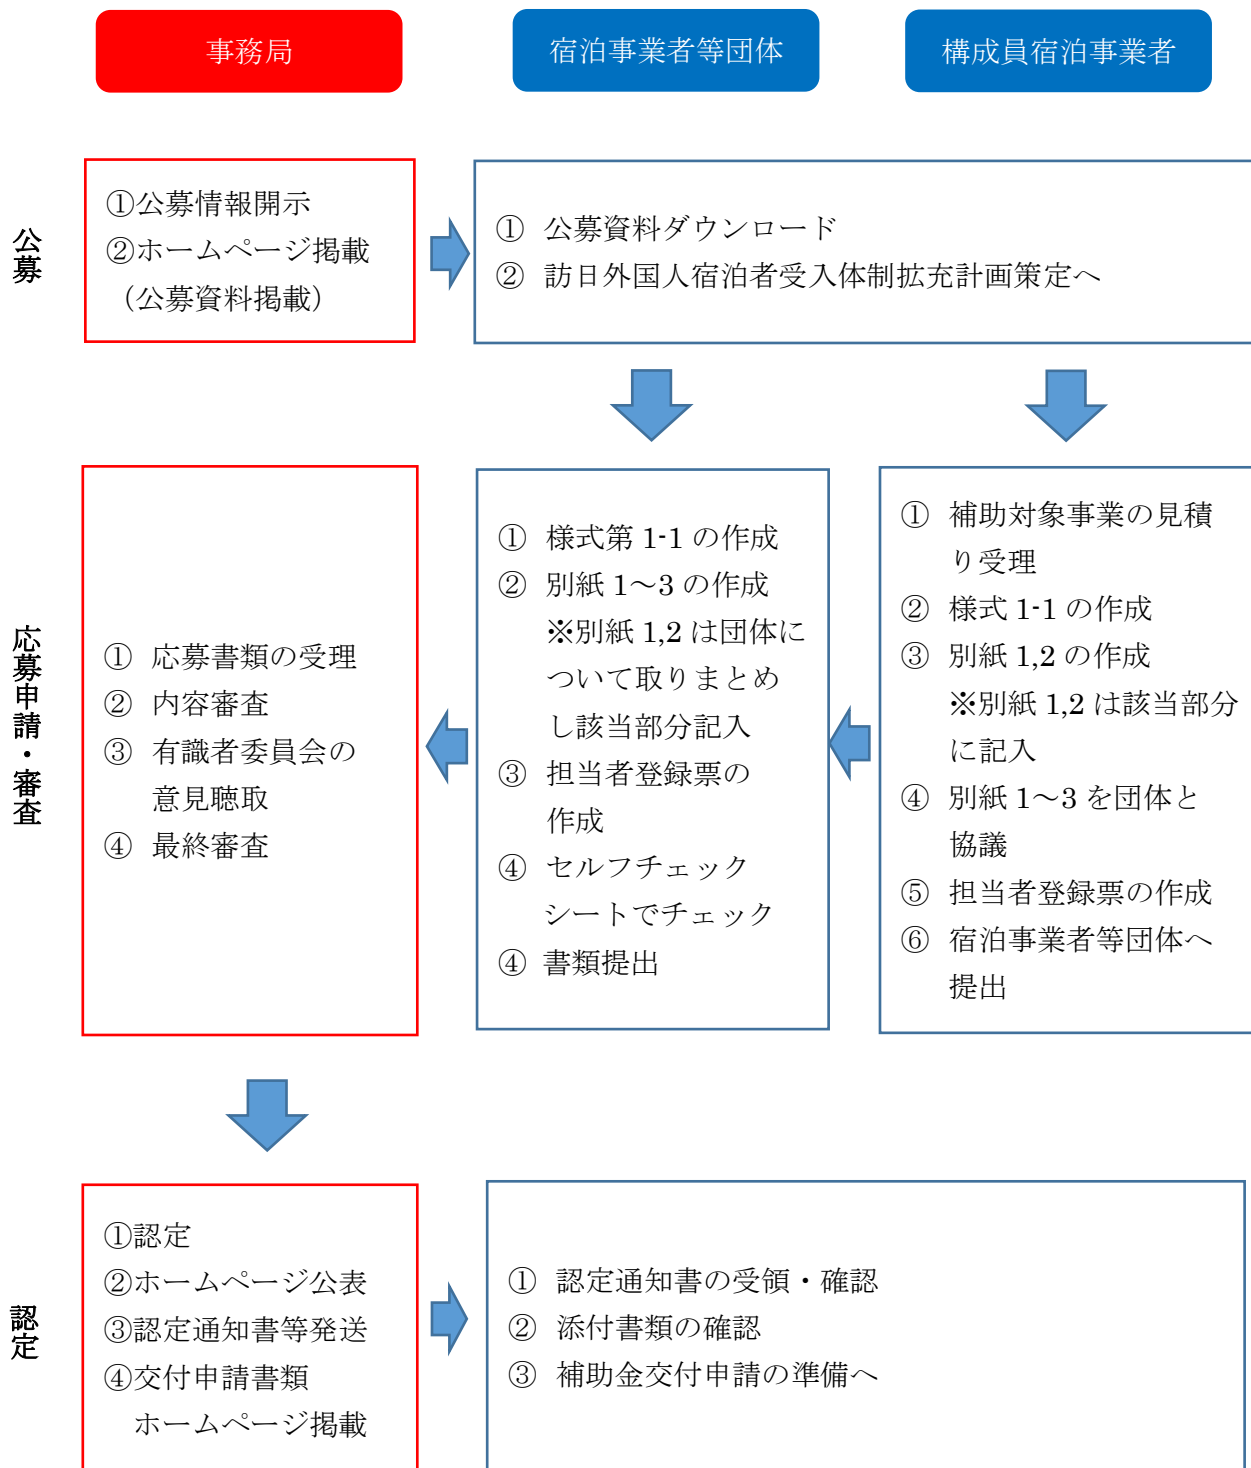 事務局
宿泊事業者等団体
構成員宿泊事業者
公募
①公募情報開示
②ホームページ掲載
（公募資料掲載）
① 公募資料ダウンロード
② 訪日外国人宿泊者受入体制拡充計画策定へ
応募申請・審査
① 応募書類の受理
② 内容審査
③ 有識者委員会の
意見聴取
④ 最終審査
① 様式第 1-1 の作成
② 別紙 1～3 の作成
※別紙 1,2 は団体に
ついて取りまとめ
し該当部分記入
③ 担当者登録票の
作成
④ セルフチェック
シートでチェック
④ 書類提出
① 補助対象事業の見積
り受理
② 様式 1-1 の作成
③ 別紙 1,2 の作成
※別紙 1,2 は該当部分
に記入
④ 別紙 1～3 を団体と
協議
⑤ 担当者登録票の作成
⑥ 宿泊事業者等団体へ
提出
認定
①認定
②ホームページ公表
③認定通知書等発送
④交付申請書類
ホームページ掲載
① 認定通知書の受領・確認
② 添付書類の確認
③ 補助金交付申請の準備へ